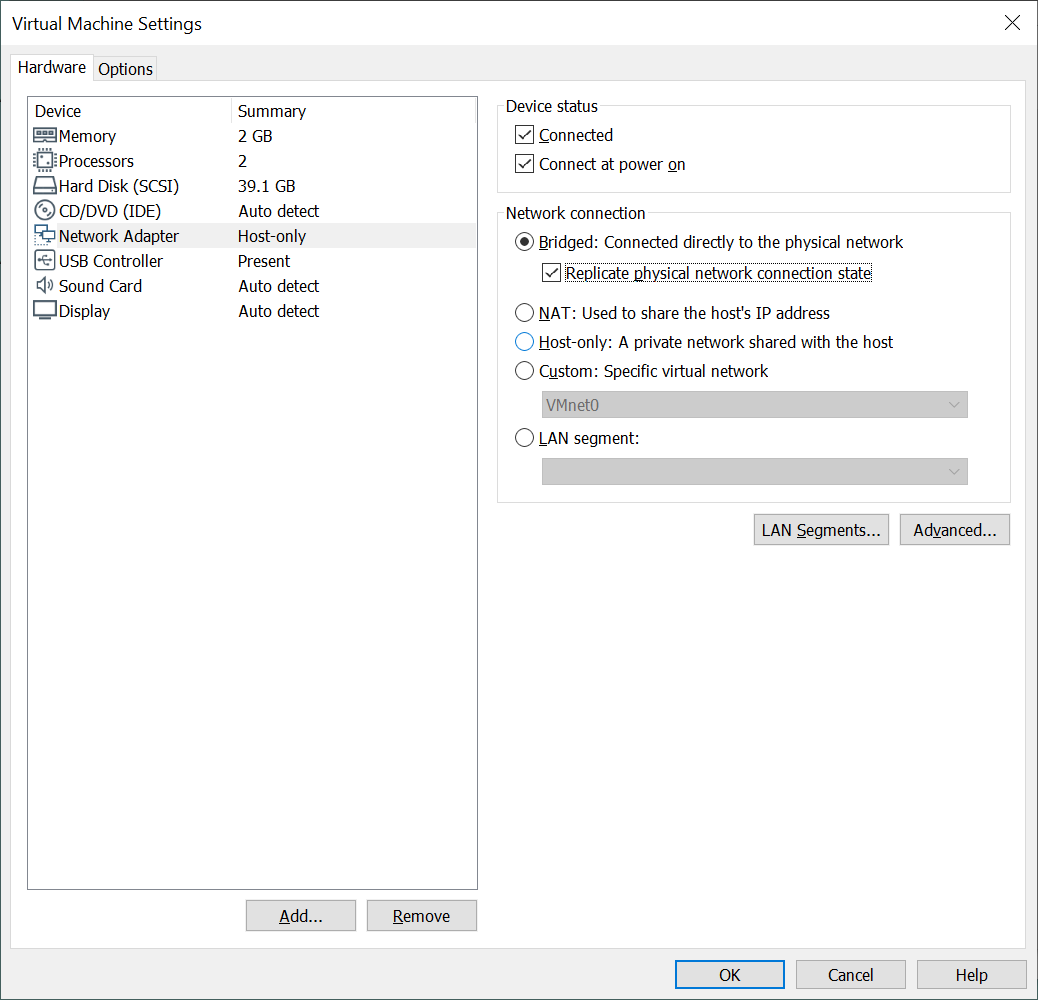 Virtual Machine Settings
Hardware Options
Device Summary
Memory 2 GB
Processors 2
Hard Disk (SCSI) 39.1 GB
CD/DVD (IDE) Auto detect
Network Adapter Host-only
USB Controller Present
Sound Card Auto detect
Display Auto detect
Add... Remove
Device status
Connected
Connect at power on
Network connection
Bridged: Connected directly to the physical network
Replicate physical network connection state
NAT: Used to share the host's IP address
Host-only: A private network shared with the host
Custom: Specific virtual network
VMnet0
LAN segment:
LAN Segments... Advanced...
OK Cancel Help